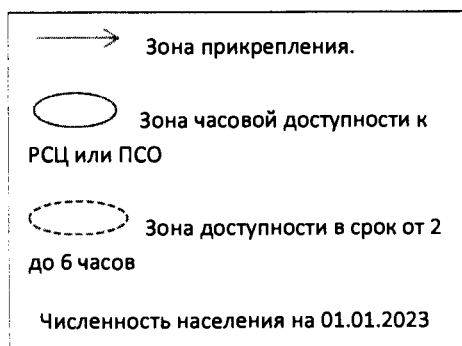 Зона прикрепления.
Зона часовой доступности к
РСЦ или ПСО
Зона доступности в срок от 2
до 6 часов
Численность населения на 01.01.2023